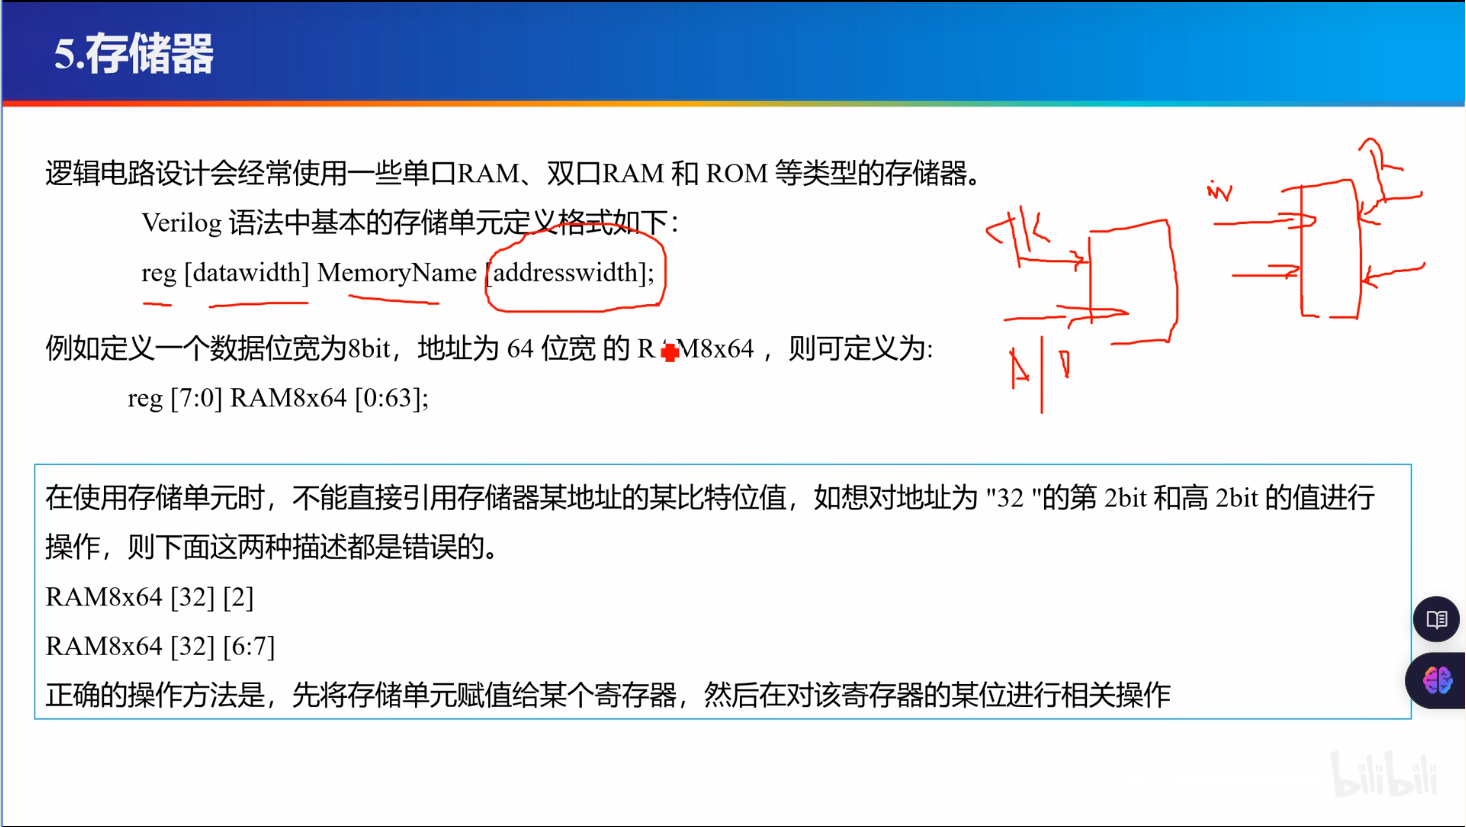 5.存储器
逻辑电路设计会经常使用一些单口RAM、双口RAM 和 ROM 等类型的存储器。
Verilog 语法中基本的存储单元定义格式如下：
reg [datawidth] MemoryName [addresswidth];
例如定义一个数据位宽为8bit，地址为 64 位宽 的 RAM8x64 ，则可定义为:
reg [7:0] RAM8x64 [0:63];
在使用存储单元时，不能直接引用存储器某地址的某比特位值，如想对地址为 "32 "的第 2bit 和高 2bit 的值进行
操作，则下面这两种描述都是错误的。
RAM8x64 [32] [2]
RAM8x64 [32] [6:7]
正确的操作方法是，先将存储单元赋值给某个寄存器，然后在对该寄存器的某位进行相关操作
bilibili